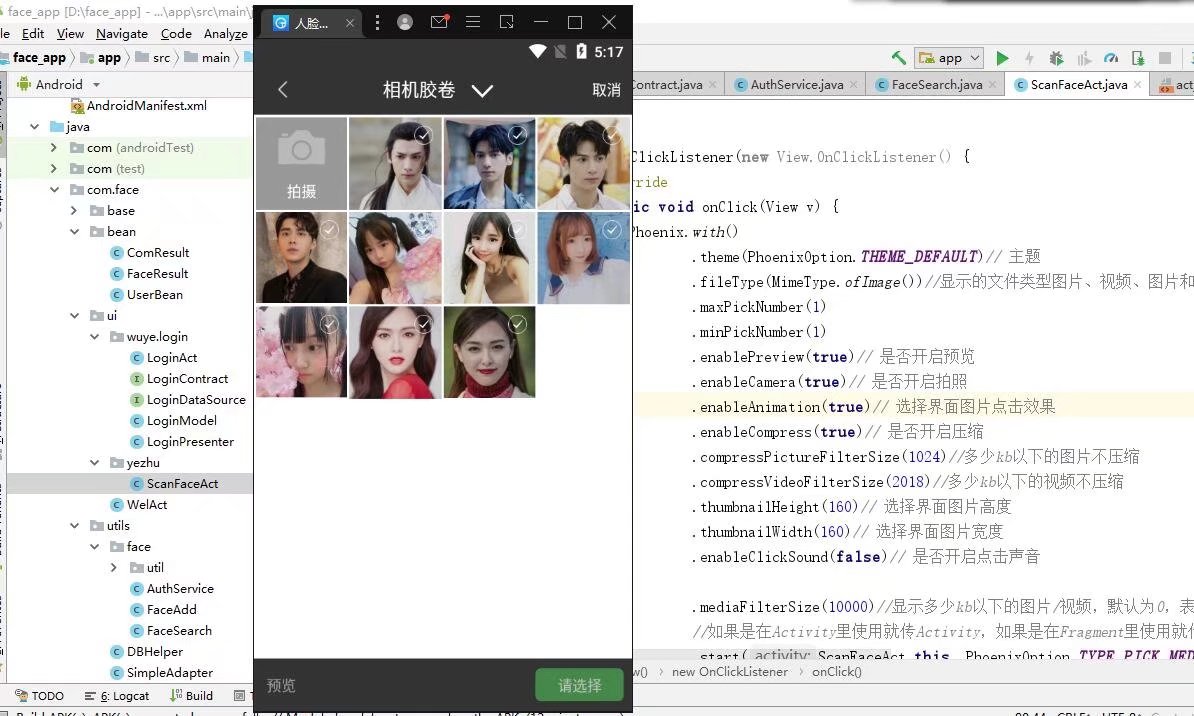 face_app [D:\face_app] - ...\app\src\main\
le Edit View Navigate Code Analyze
face_app app src main
Android
AndroidManifest.xml
java
com (androidTest)
com (test)
com.face
base
bean
ComResult
FaceResult
UserBean
ui
wuye.login
LoginAct
LoginContract
LoginDataSource
LoginModel
LoginPresenter
yezhu
ScanFaceAct
WelAct
utils
face
util
AuthService
FaceAdd
FaceSearch
DBHelper
SimpleAdapter
TODO 6: Logcat Build
人脸...
5:17
相机胶卷
取消
拍摄
预览
请选择
app
ontract.java AuthService.java FaceSearch.java ScanFaceAct.java act
ClickListener(new View.OnClickListener() {
rride
ic void onClick(View v) {
Phoenix.with()
.theme(PhoenixOption.THEME_DEFAULT)// 主题
.fileType(MimeType.ofImage())//显示的文件类型图片、视频、图片和
.maxPickNumber(1)
.minPickNumber(1)
.enablePreview(true)// 是否开启预览
.enableCamera(true)// 是否开启拍照
.enableAnimation(true)// 选择界面图片点击效果
.enableCompress(true)// 是否开启压缩
.compressPictureFilterSize(1024)//多少kb以下的图片不压缩
.compressVideoFilterSize(2018)//多少kb以下的视频不压缩
.thumbnailHeight(160)// 选择界面图片高度
.thumbnailWidth(160)// 选择界面图片宽度
.enableClickSound(false)// 是否开启点击声音
.mediaFilterSize(10000)//显示多少kb以下的图片/视频，默认为0，表
//如果是在Activity里使用就传Activity，如果是在Fragment里使用就传
.start( activity: ScanFaceAct.this, PhoenixOption.TYPE_PICK_MED
w() new OnClickListener onClick()